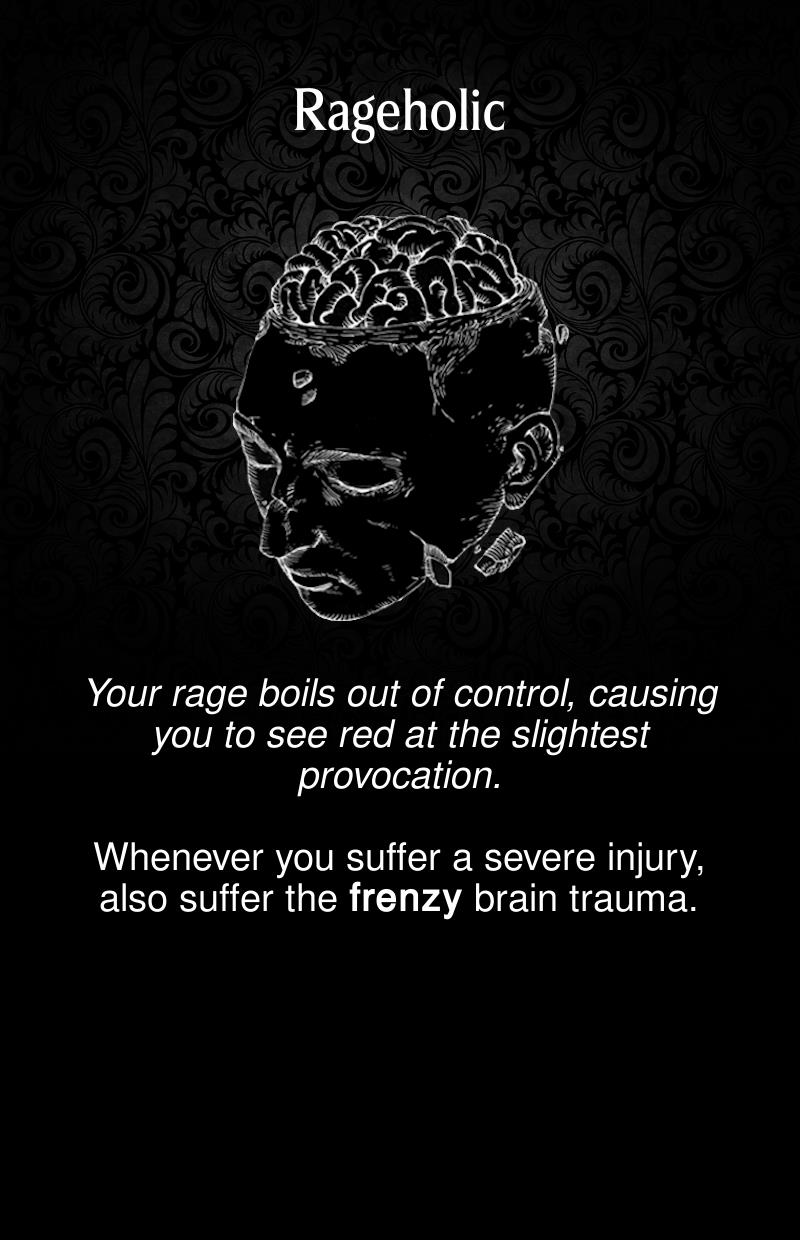 Rageholic
Your rage boils out of control, causing
you to see red at the slightest
provocation.
Whenever you suffer a severe injury,
also suffer the frenzy brain trauma.